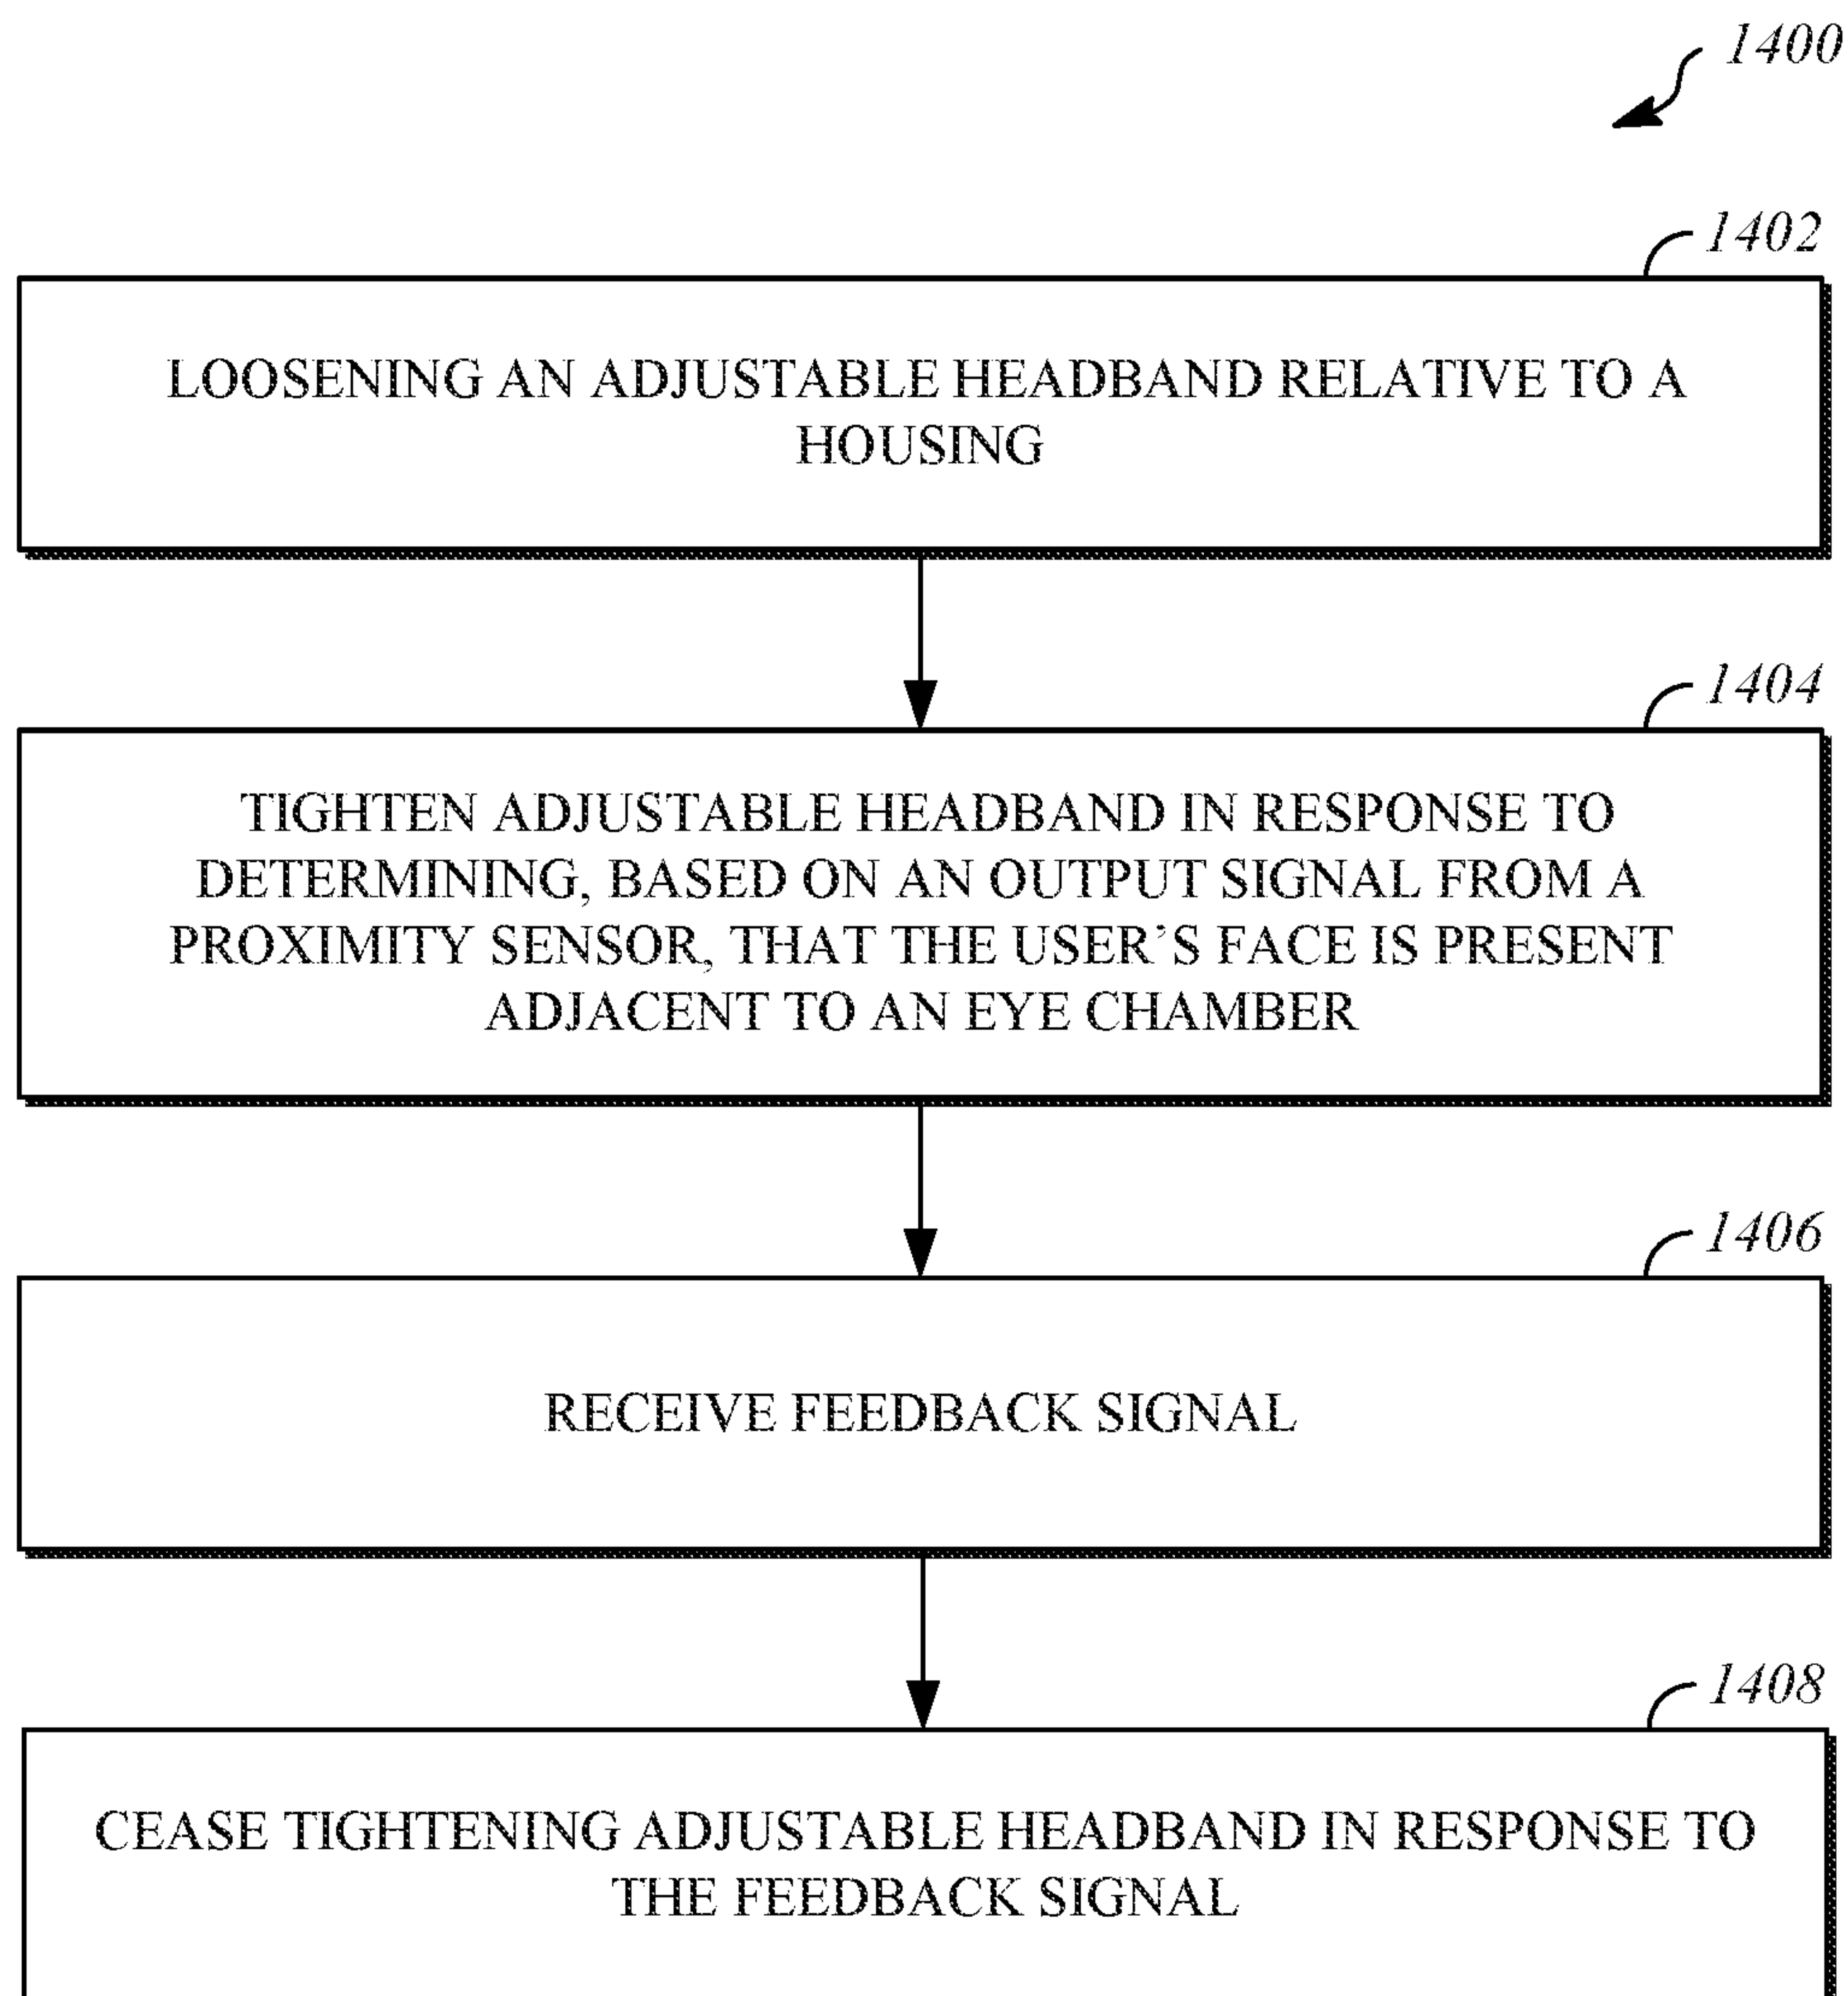 1400
1402
LOOSENING AN ADJUSTABLE HEADBAND RELATIVE TO A
HOUSING
1404
TIGHTEN ADJUSTABLE HEADBAND IN RESPONSE TO
DETERMINING, BASED ON AN OUTPUT SIGNAL FROM A
PROXIMITY SENSOR, THAT THE USER’S FACE IS PRESENT
ADJACENT TO AN EYE CHAMBER
1406
RECEIVE FEEDBACK SIGNAL
1408
CEASE TIGHTENING ADJUSTABLE HEADBAND IN RESPONSE TO
THE FEEDBACK SIGNAL